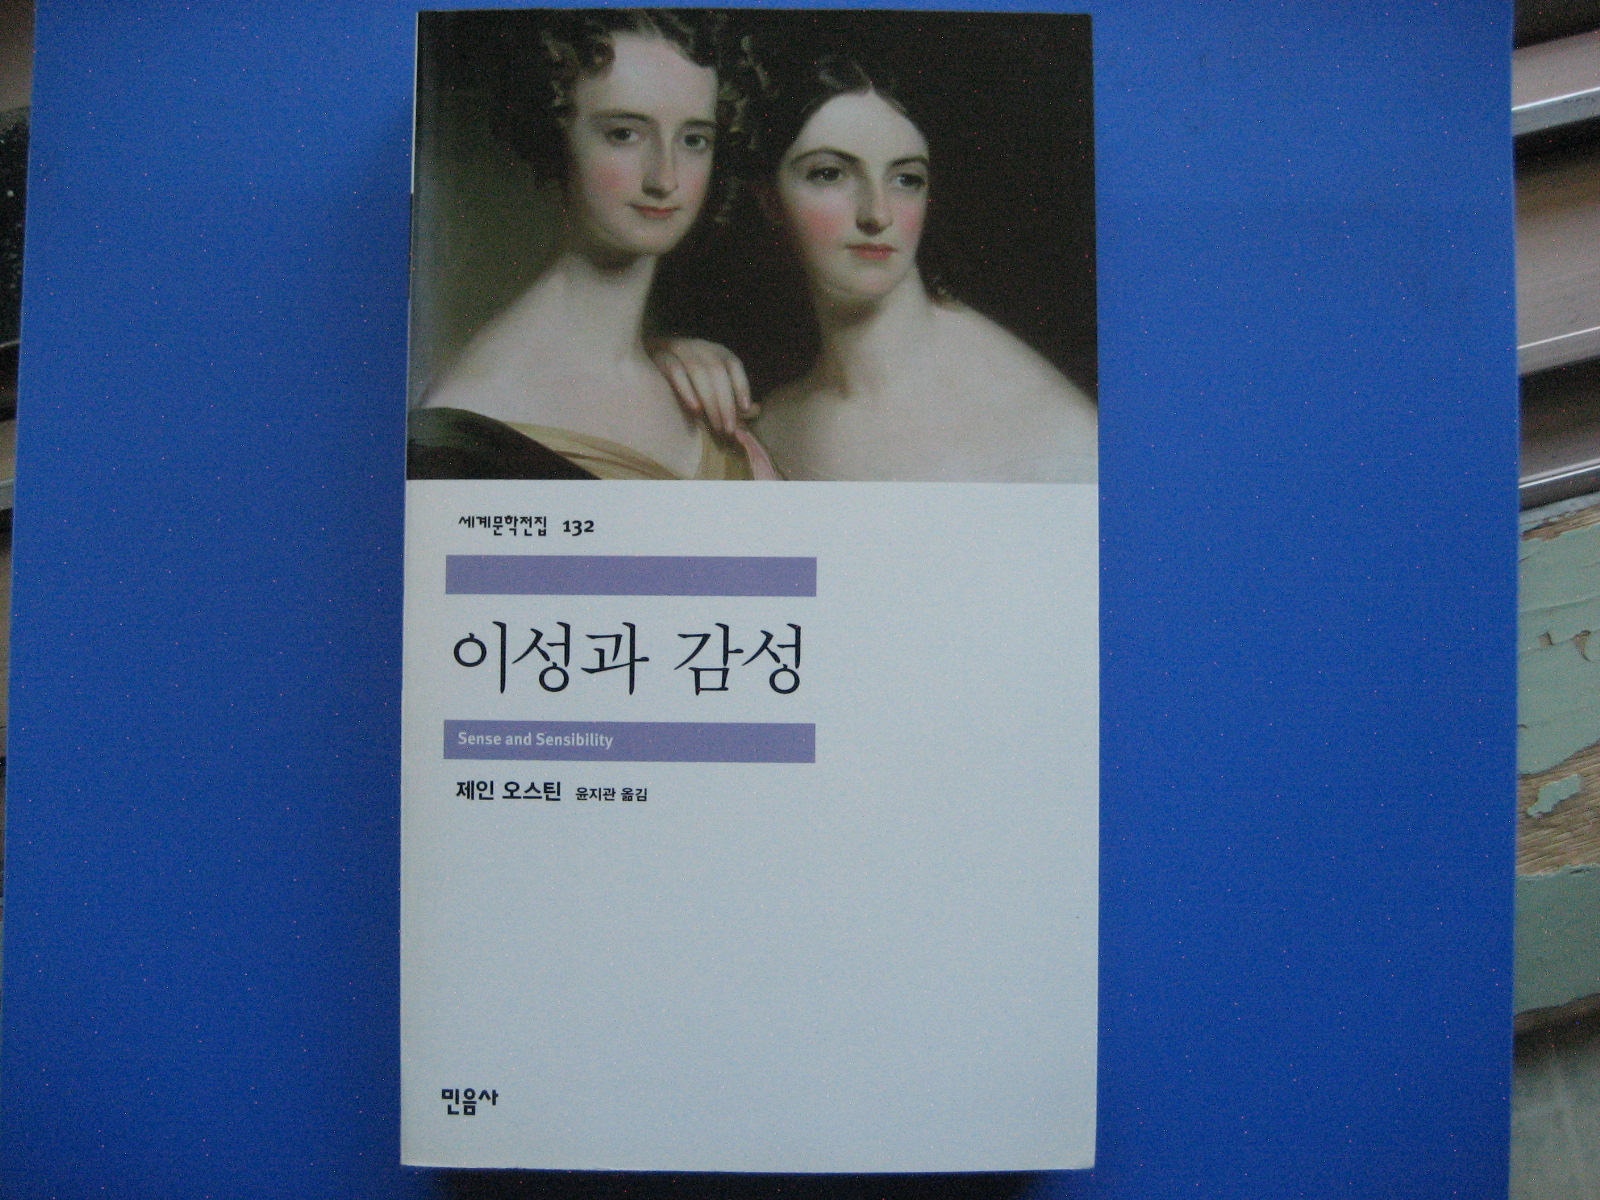 세계문학전집 132
이성과 감성
Sense and Sensibility
제인 오스틴 윤지관 옮김
민음사